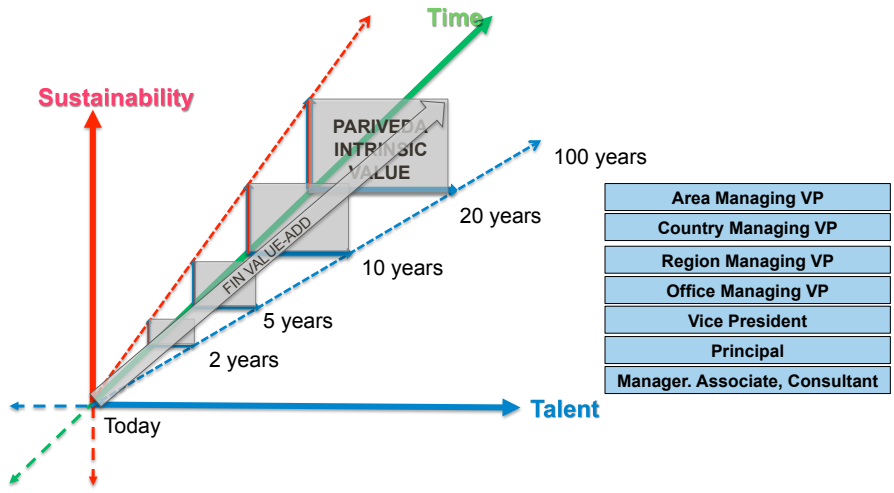 Time
Sustainability
PARIVEDA
INTRINSIC
VALUE
FIN VALUE-ADD
100 years
20 years
10 years
5 years
2 years
Today
Talent
Area Managing VP
Country Managing VP
Region Managing VP
Office Managing VP
Vice President
Principal
Manager. Associate, Consultant